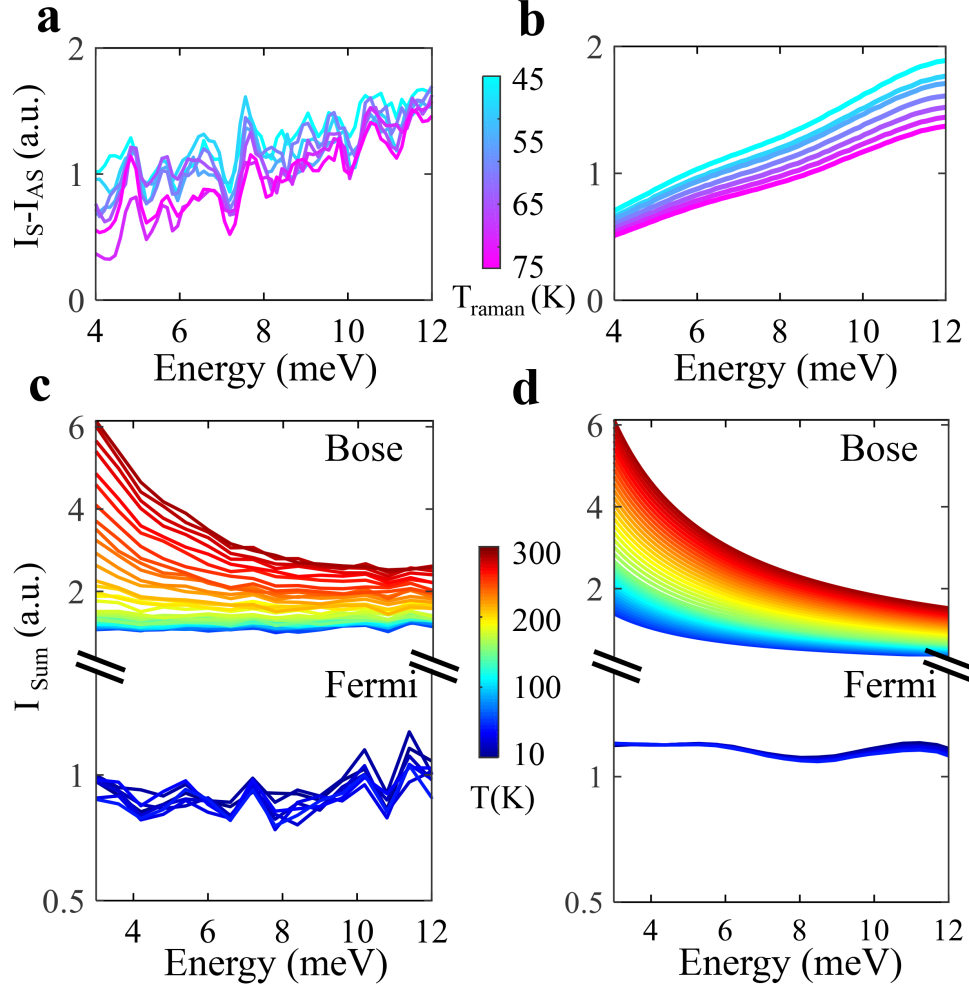 a
b
2
1
0
I_S-I_AS (a.u.)
4 6 8 10 12
Energy (meV)
45
55
65
75
T_raman (K)
2
1
0
4 6 8 10 12
Energy (meV)
c
d
6
4
2
1
0.5
I_Sum (a.u.)
Bose
Fermi
4 6 8 10 12
Energy (meV)
300
200
100
10
T(K)
6
4
2
1
0.5
Bose
Fermi
4 6 8 10 12
Energy (meV)